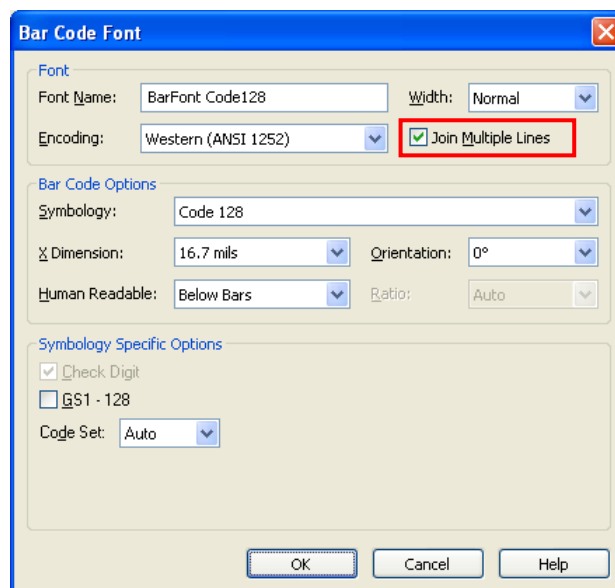 Bar Code Font
Font
Font Name: BarFont Code128 Width: Normal
Encoding: Western (ANSI 1252) Join Multiple Lines
Bar Code Options
Symbology: Code 128
X Dimension: 16.7 mils Orientation: 0°
Human Readable: Below Bars Ratio: Auto
Symbology Specific Options
Check Digit
GS1 - 128
Code Set: Auto
OK Cancel Help